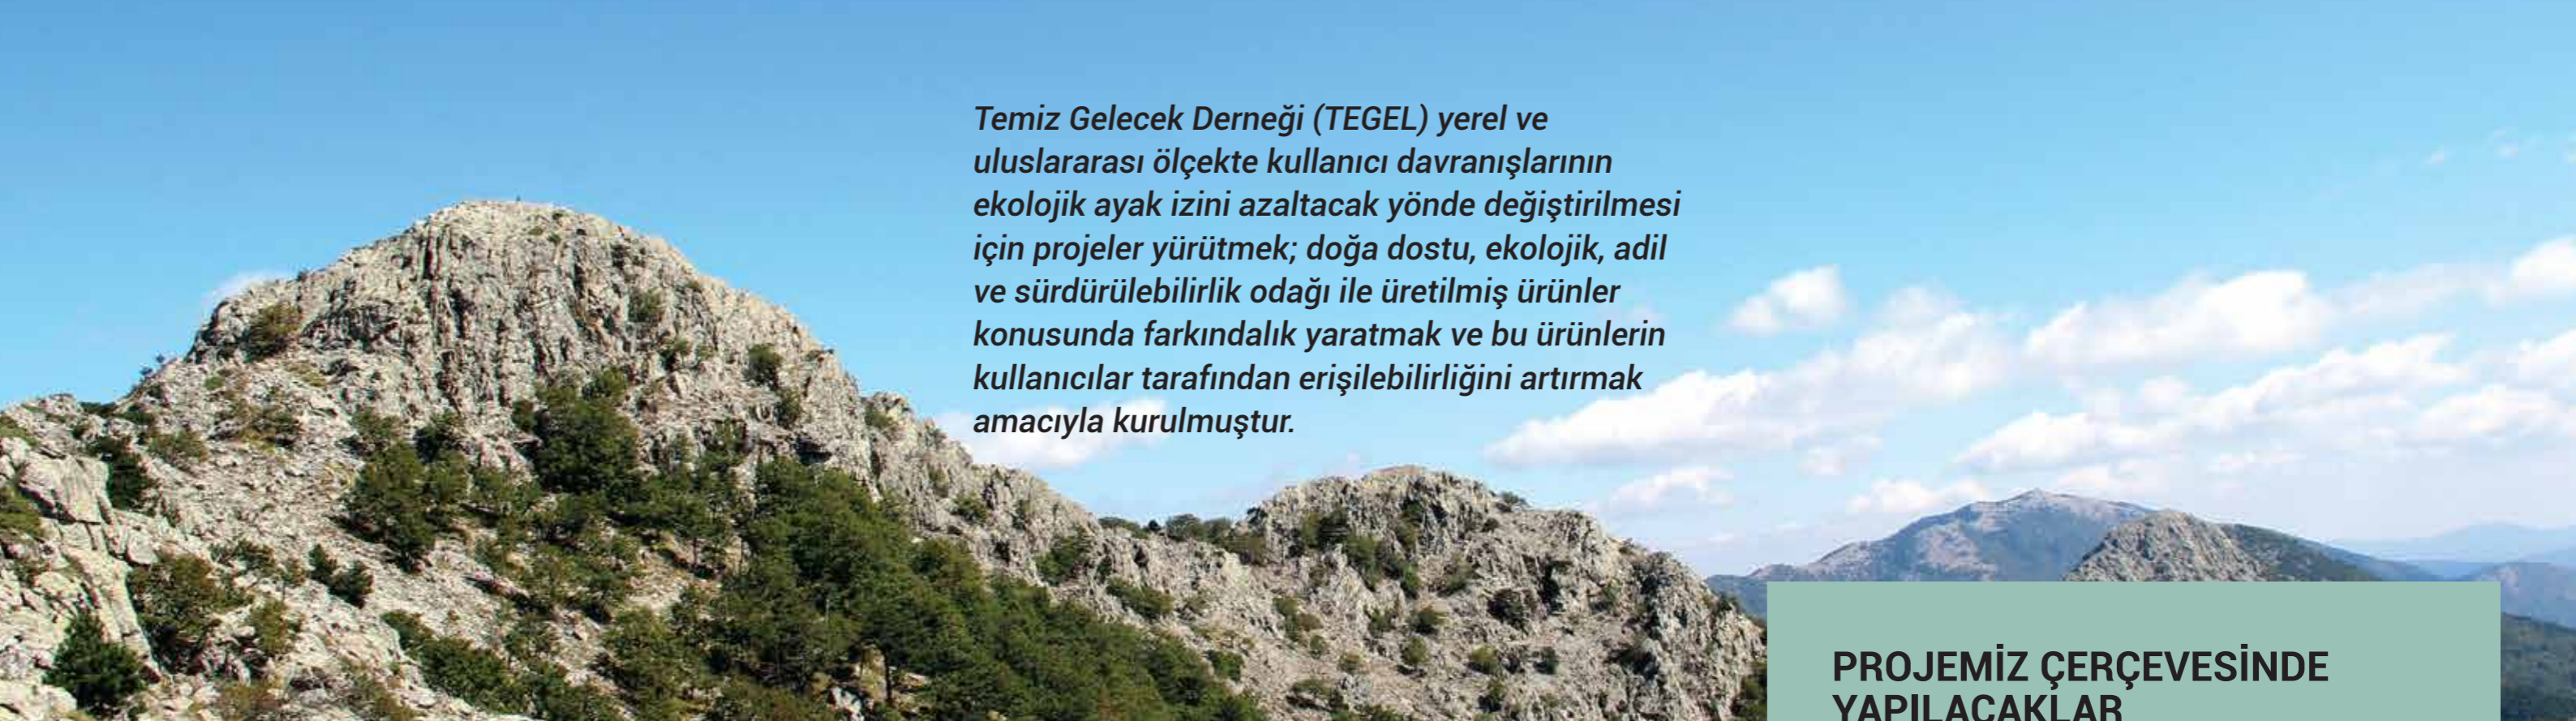 Temiz Gelecek Derneği (TEGEL) yerel ve
uluslararası ölçekte kullanıcı davranışlarının
ekolojik ayak izini azaltacak yönde değiştirilmesi
için projeler yürütmek; doğa dostu, ekolojik, adil
ve sürdürülebilirlik odağı ile üretilmiş ürünler
konusunda farkındalık yaratmak ve bu ürünlerin
kullanıcılar tarafından erişilebilirliğini artırmak
amacıyla kurulmuştur.
PROJEMİZ ÇERÇEVESİNDE
YAPILACAKLAR